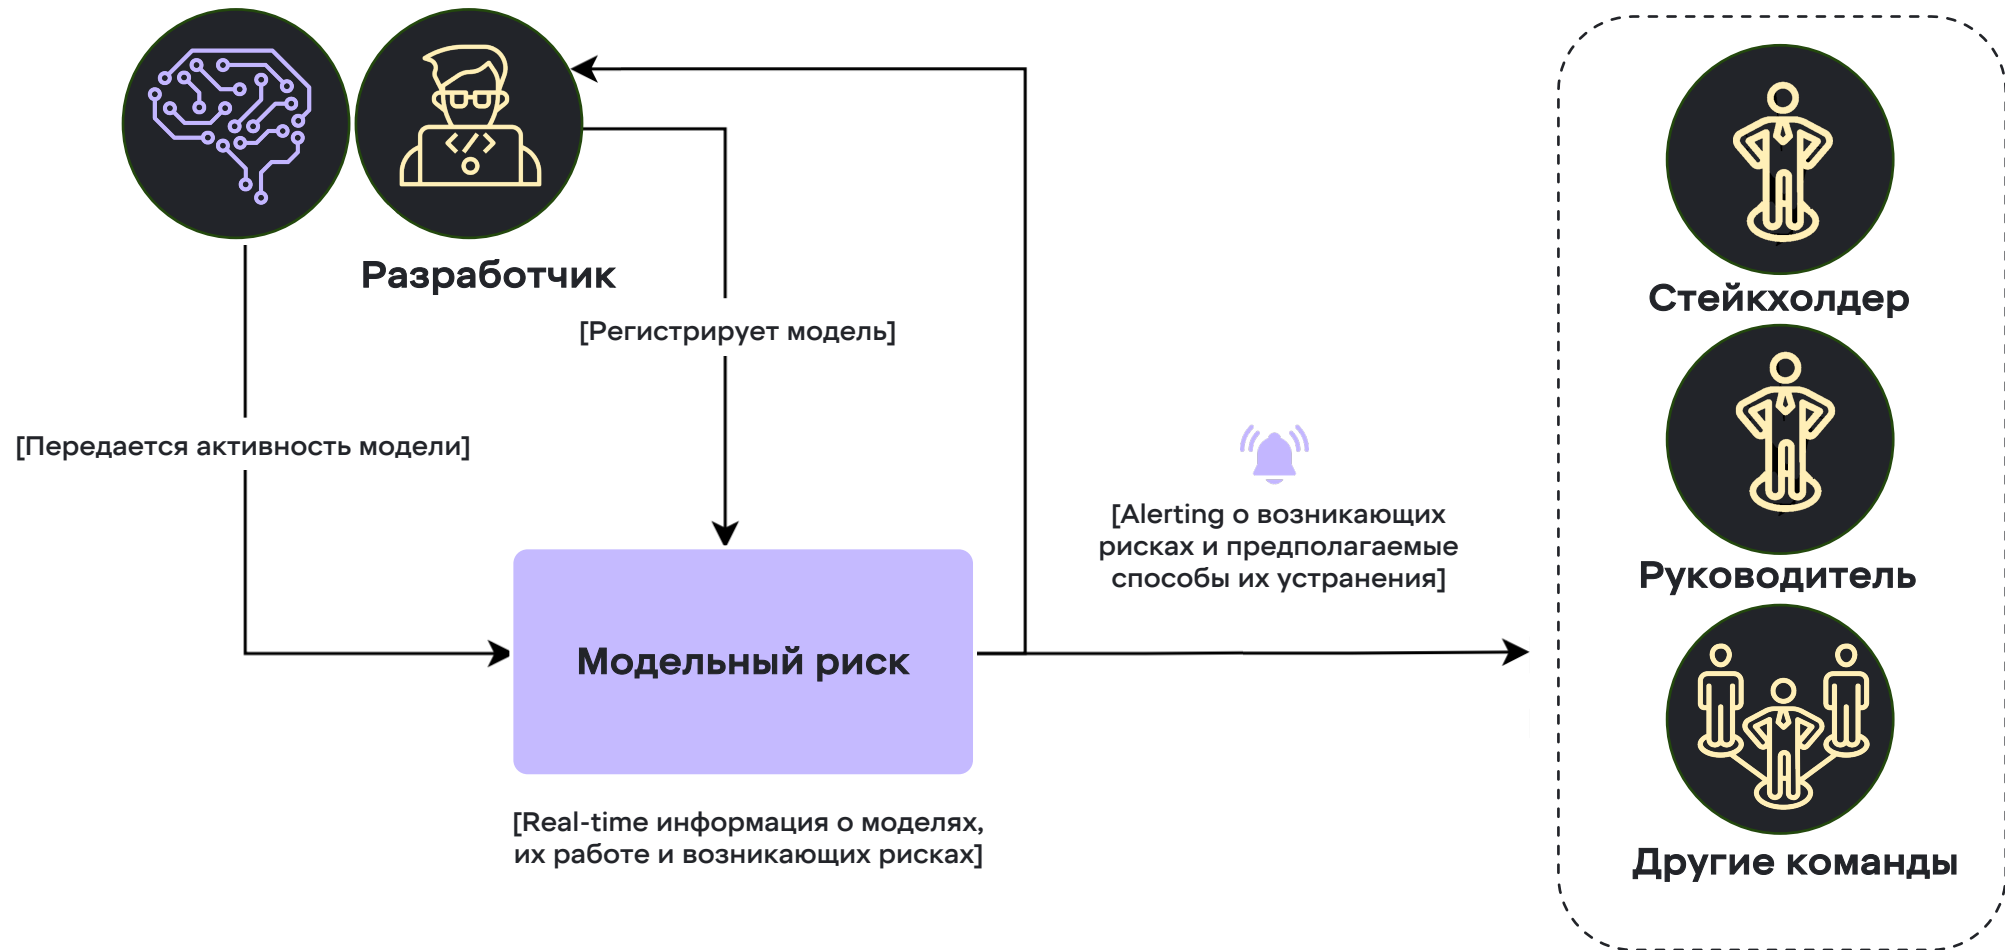 Разработчик
[Регистрирует модель]
[Передается активность модели]
Модельный риск
[Real-time информация о моделях,
их работе и возникающих рисках]
[Alerting о возникающих
рисках и предполагаемые
способы их устранения]
Стейкхолдер
Руководитель
Другие команды